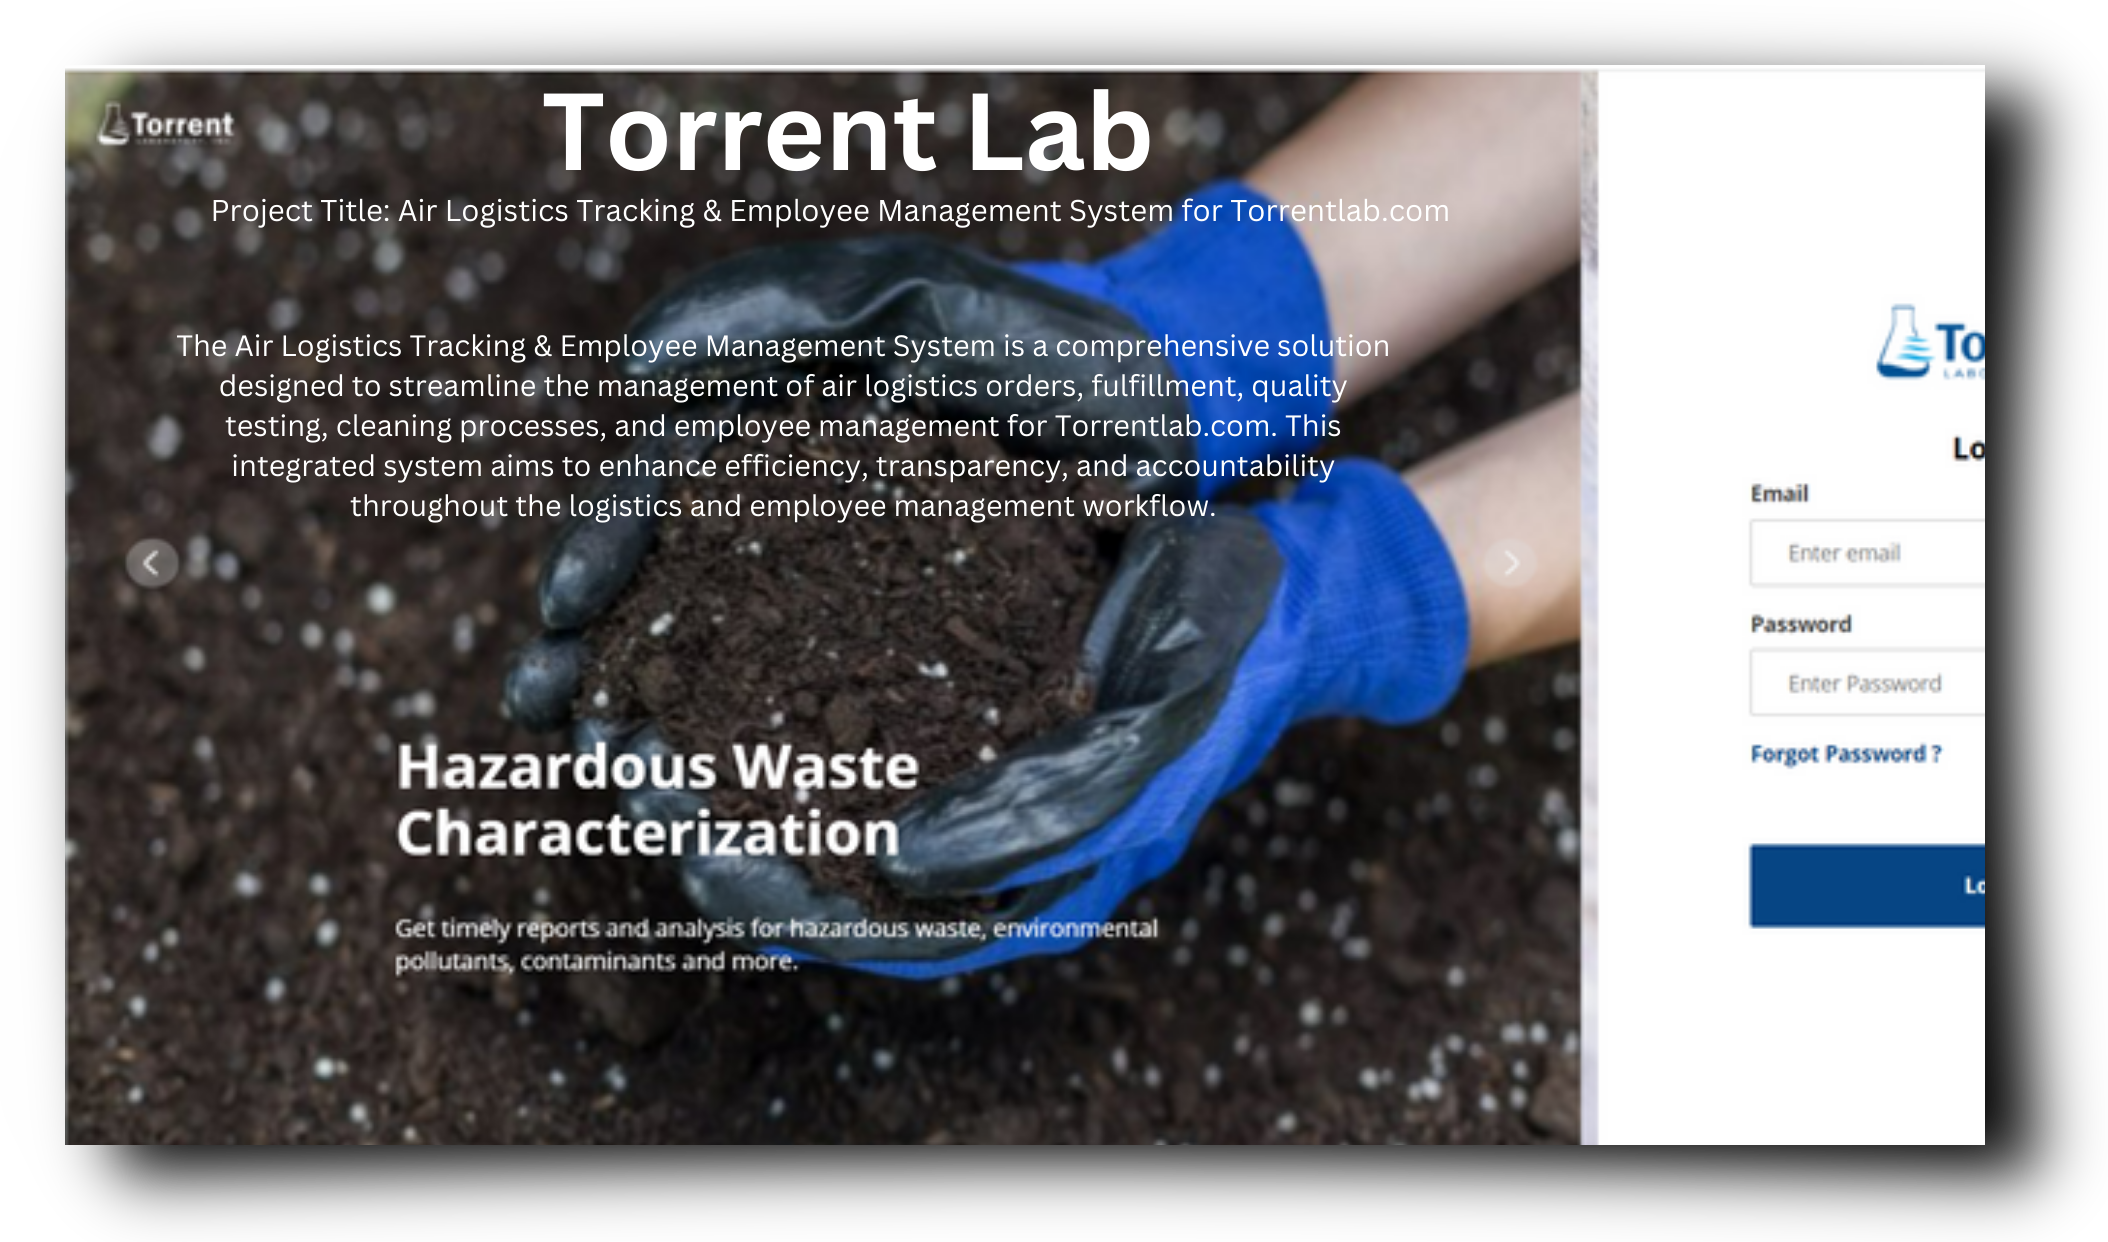 Torrent
Torrent Lab
Project Title: Air Logistics Tracking & Employee Management System for Torrentlab.com
The Air Logistics Tracking & Employee Management System is a comprehensive solution
designed to streamline the management of air logistics orders, fulfillment, quality
testing, cleaning processes, and employee management for Torrentlab.com. This
integrated system aims to enhance efficiency, transparency, and accountability
throughout the logistics and employee management workflow.
Hazardous Waste
Characterization
Get timely reports and analysis for hazardous waste, environmental
pollutants, contaminants and more.
To
LABO
Lo
Email
Enter email
Password
Enter Password
Forgot Password ?
Lo